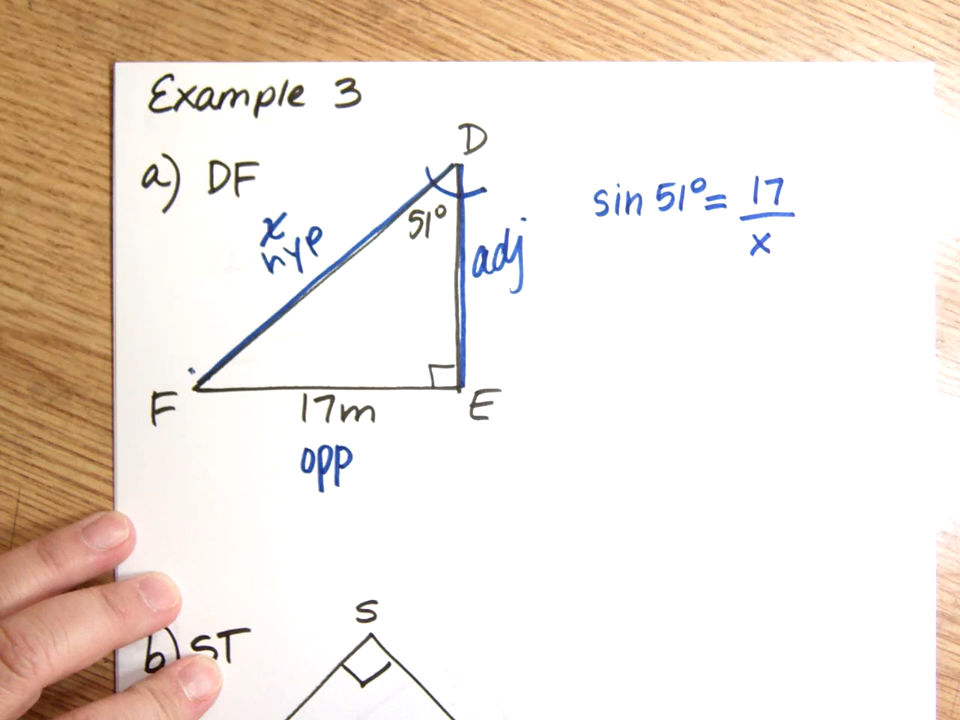 Example 3
a) DF
D
51°
x
hyp
adj
F
17m
E
opp
sin 51° = 17/x
b) ST
S